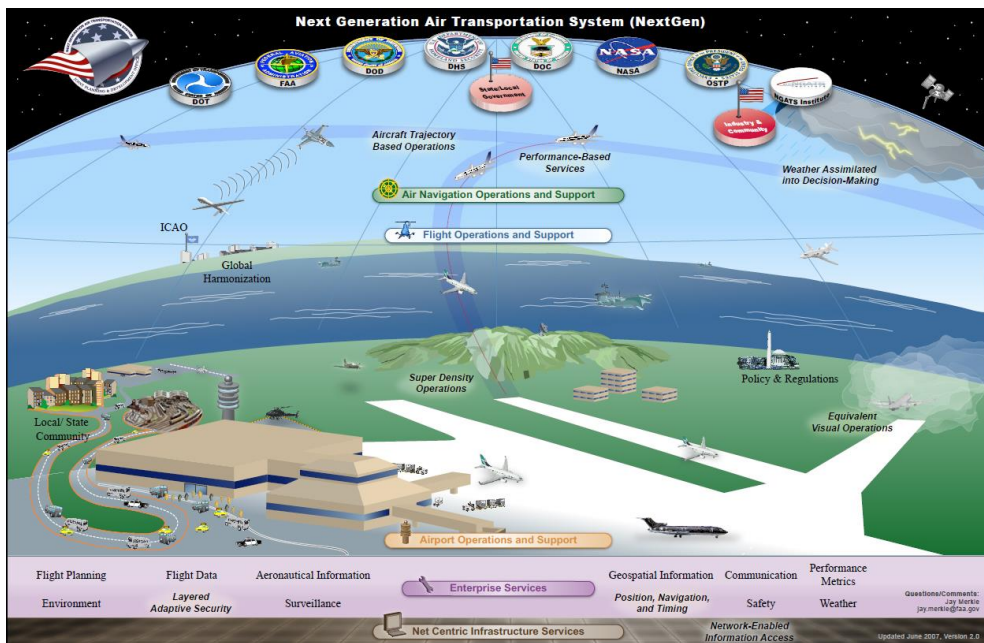 Next Generation Air Transportation System (NextGen)
DOT
FAA
DOD
DHS
DOC
NASA
OSTP
NGATS Institute
State/Local
Government
Industry &
Community
Aircraft Trajectory
Based Operations
Performance-Based
Services
Weather Assimilated
into Decision-Making
Air Navigation Operations and Support
ICAO
Flight Operations and Support
Global
Harmonization
Super Density
Operations
Policy & Regulations
Local/ State
Community
Equivalent
Visual Operations
Airport Operations and Support
Flight Planning
Flight Data
Aeronautical Information
Enterprise Services
Geospatial Information
Communication
Performance
Metrics
Environment
Layered
Adaptive Security
Surveillance
Position, Navigation,
and Timing
Safety
Weather
Questions/Comments:
Jay Merkle
jay.merkle@faa.gov
Net Centric Infrastructure Services
Network-Enabled
Information Access
Updated June 2007, Version 2.0